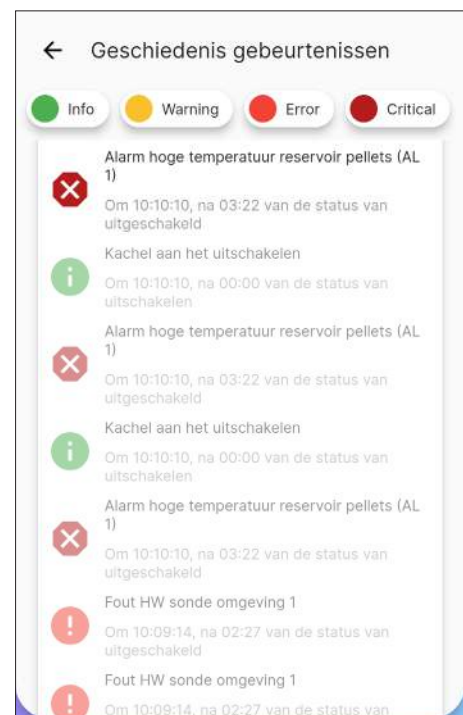 Geschiedenis gebeurtenissen
Info Warning Error Critical
Alarm hoge temperatuur reservoir pellets (AL
1)
Om 10:10:10, na 03:22 van de status van
uitgeschakeld
Kachel aan het uitschakelen
Om 10:10:10, na 00:00 van de status van
uitschakelen
Alarm hoge temperatuur reservoir pellets (AL
1)
Om 10:10:10, na 03:22 van de status van
uitgeschakeld
Kachel aan het uitschakelen
Om 10:10:10, na 00:00 van de status van
uitschakelen
Alarm hoge temperatuur reservoir pellets (AL
1)
Om 10:10:10, na 03:22 van de status van
uitgeschakeld
Fout HW sonde omgeving 1
Om 10:09:14, na 02:27 van de status van
uitgeschakeld
Fout HW sonde omgeving 1
Om 10:09:14, na 02:27 van de status van